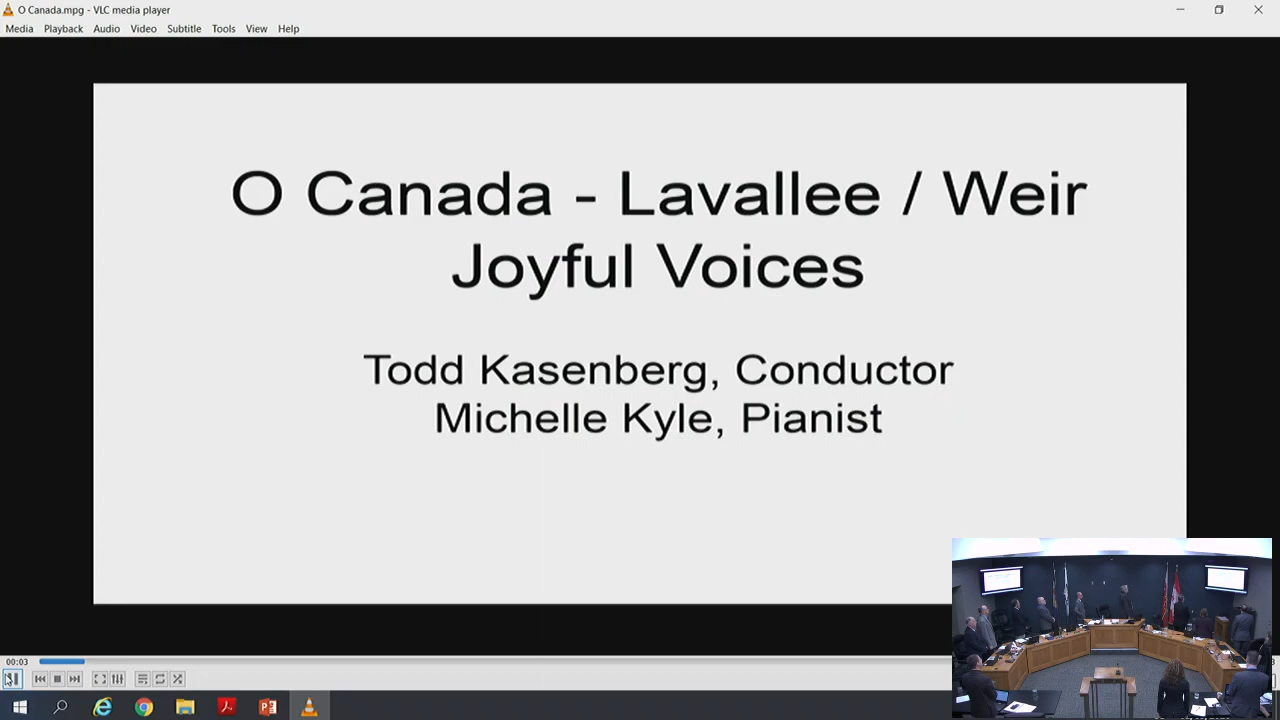 O Canada.mpg - VLC media player
Media Playback Audio Video Subtitle Tools View Help
O Canada - Lavallee / Weir
Joyful Voices
Todd Kasenberg, Conductor
Michelle Kyle, Pianist
00:03